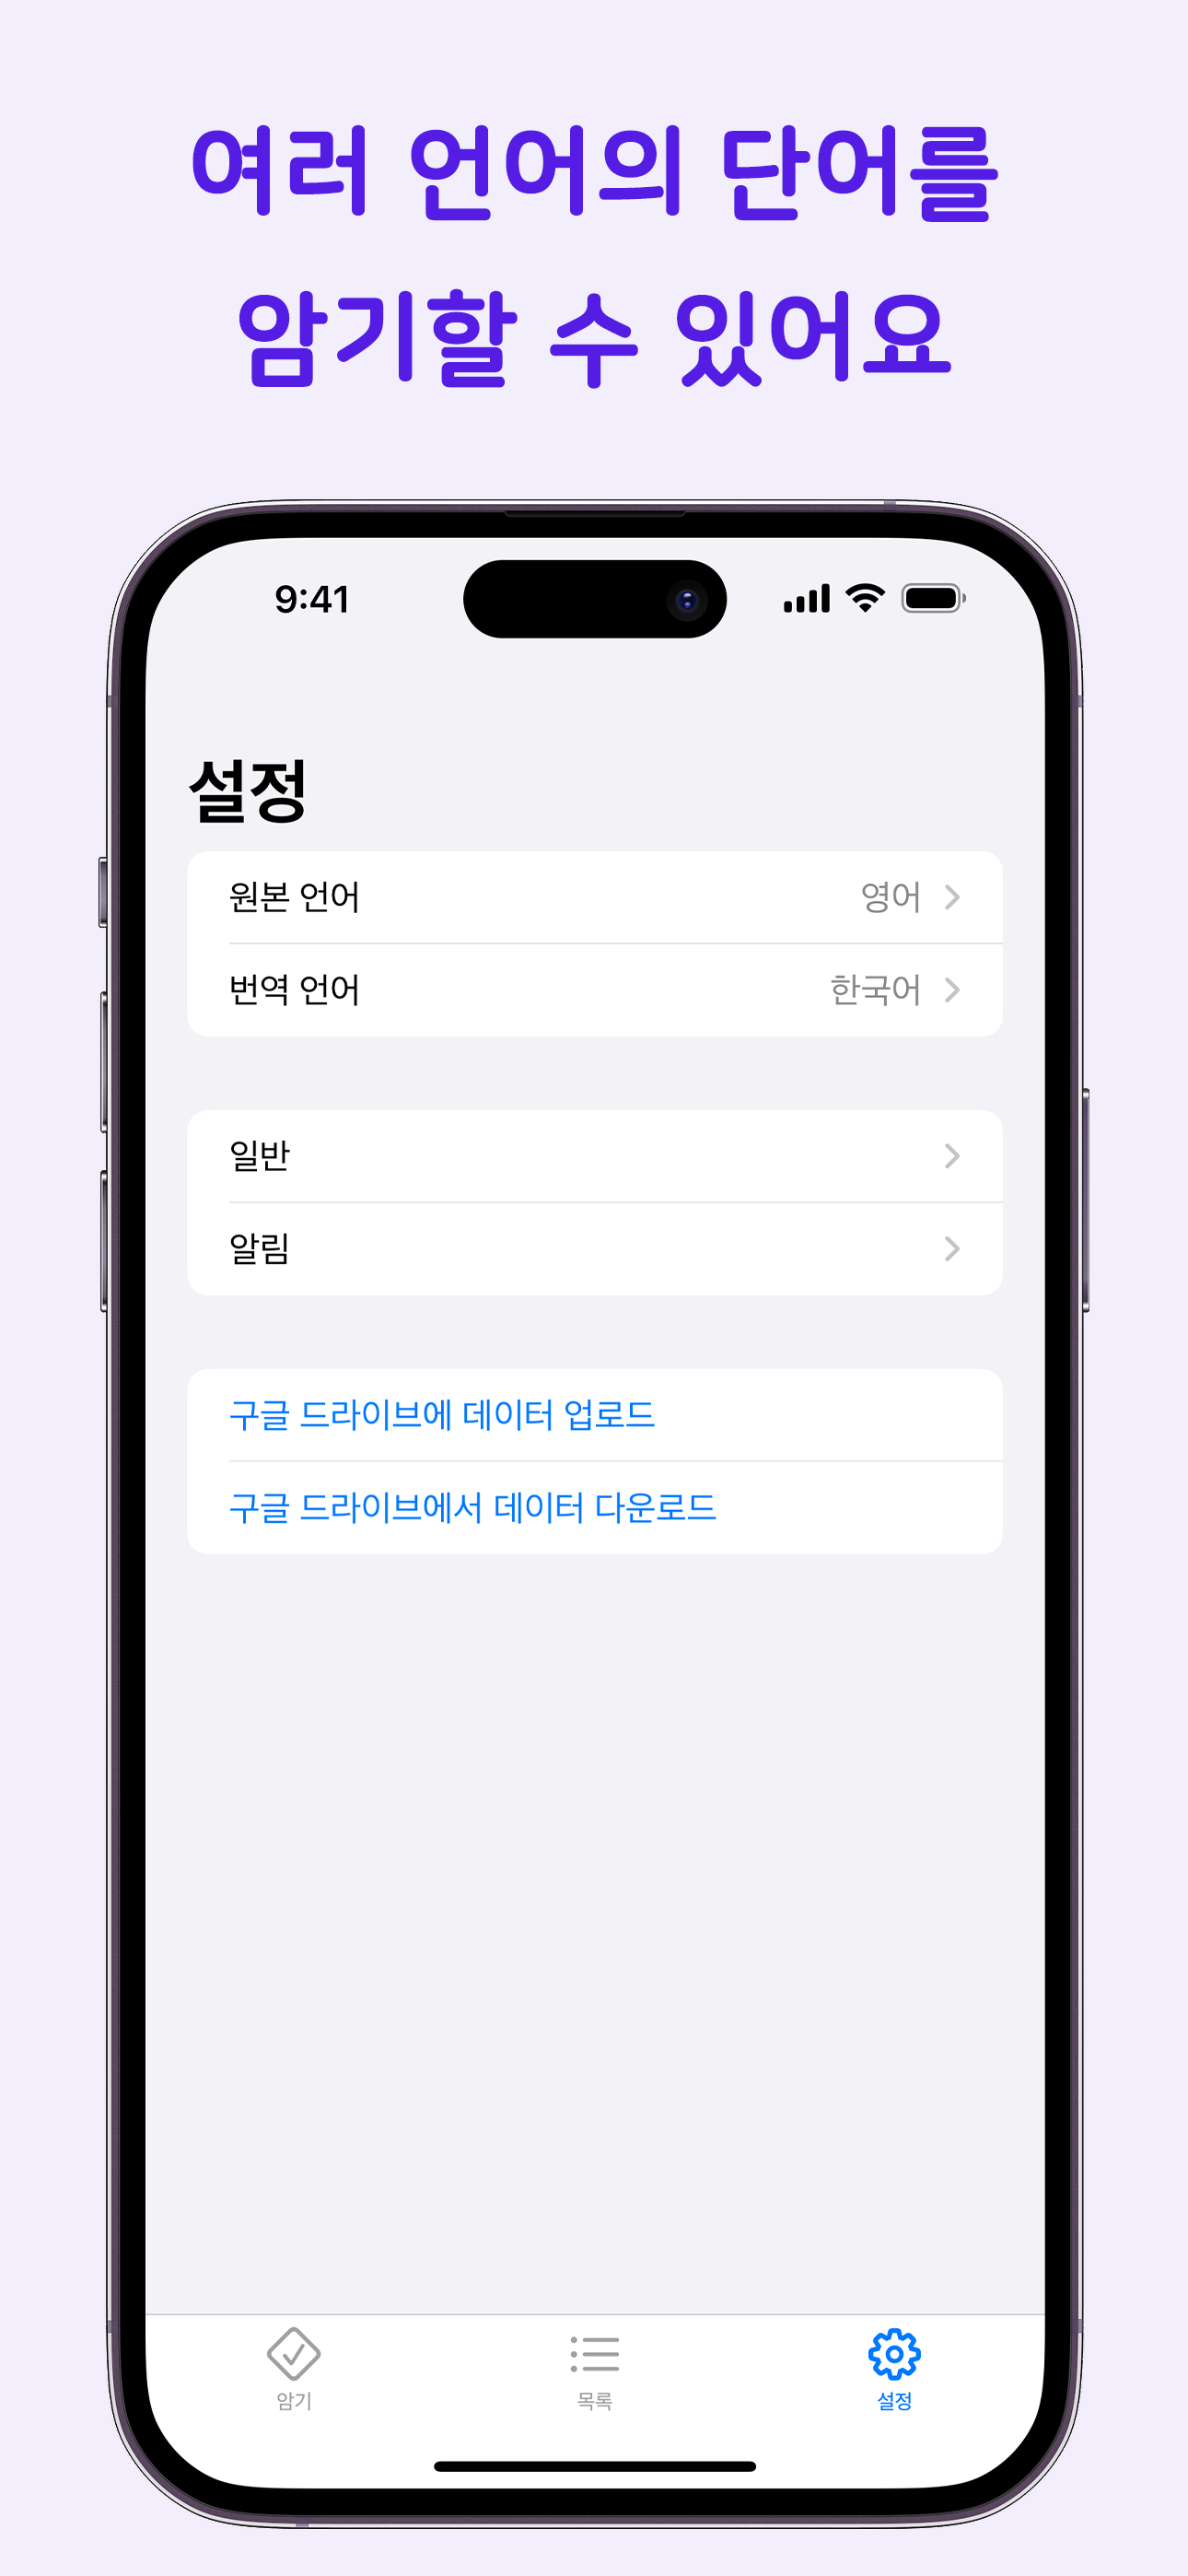 여러 언어의 단어를
암기할 수 있어요
9:41
설정
원본 언어 영어
번역 언어 한국어
일반
알림
구글 드라이브에 데이터 업로드
구글 드라이브에서 데이터 다운로드
암기 목록 설정